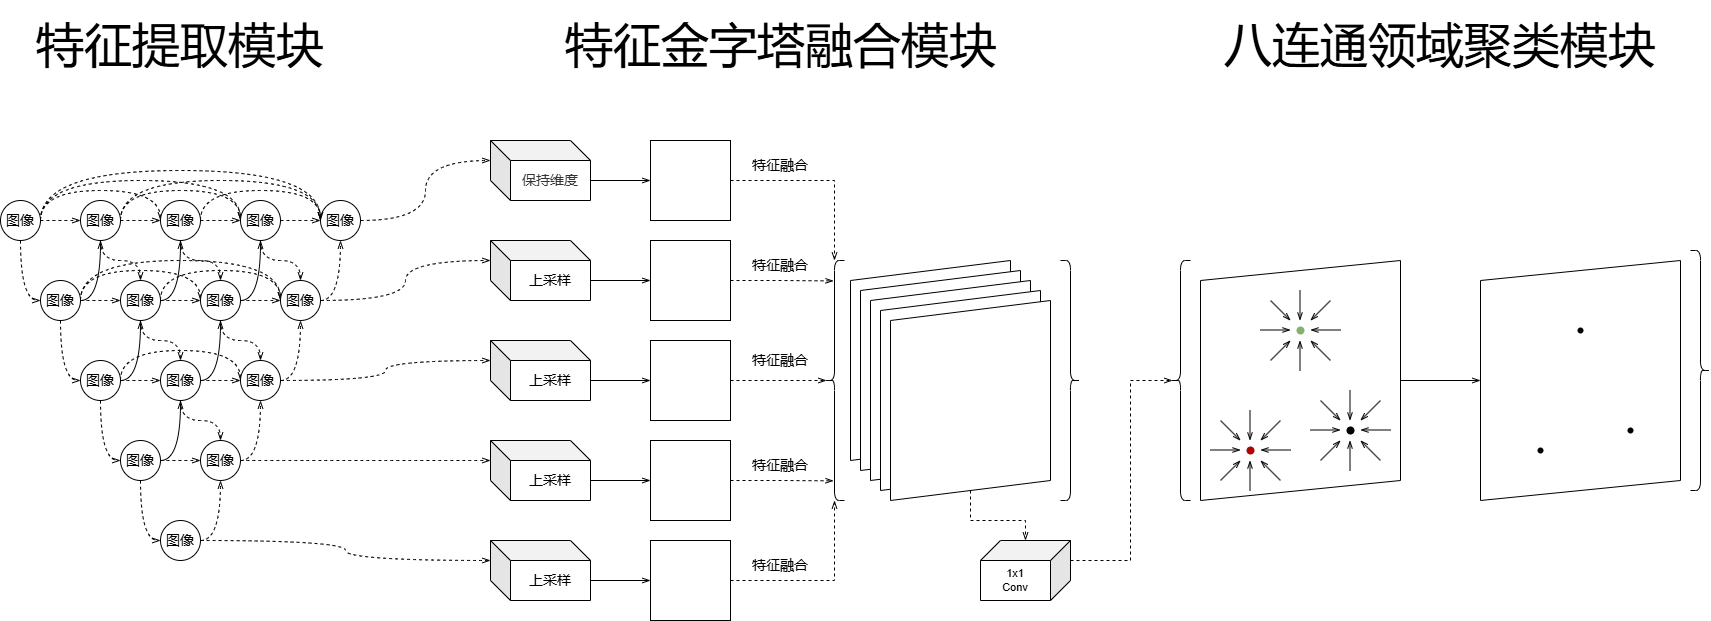 特征提取模块
特征金字塔融合模块
八连通领域聚类模块
保持维度
特征融合
图像 图像 图像 图像 图像
上采样
特征融合
图像 图像 图像 图像
上采样
特征融合
图像 图像 图像
上采样
特征融合
图像 图像
上采样
特征融合
图像
1x1
Conv